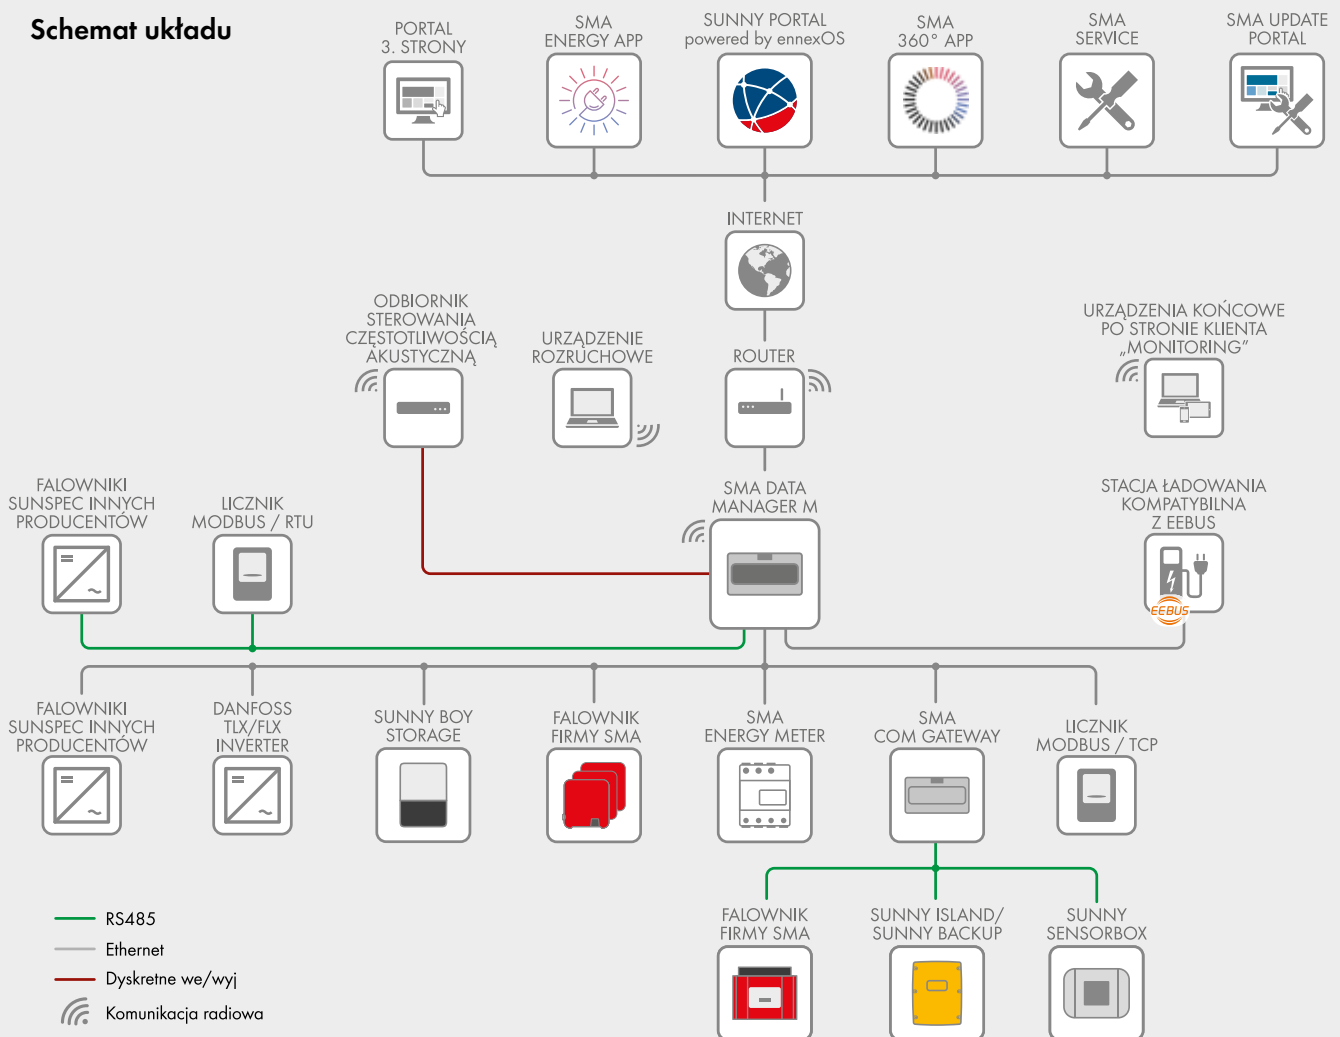 Schemat układu
PORTAL
3. STRONY
SMA
ENERGY APP
SUNNY PORTAL
powered by ennexOS
SMA
360° APP
SMA
SERVICE
SMA UPDATE
PORTAL
INTERNET
ODBIORNIK
STEROWANIA
CZĘSTOTLIWOŚCIĄ
AKUSTYCZNĄ
URZĄDZENIE
ROZRUCHOWE
ROUTER
URZĄDZENIA KOŃCOWE
PO STRONIE KLIENTA
„MONITORING”
FALOWNIKI
SUNSPEC INNYCH
PRODUCENTÓW
LICZNIK
MODBUS / RTU
SMA DATA
MANAGER M
STACJA ŁADOWANIA
KOMPATYBILNA
Z EEBUS
EEBUS
FALOWNIKI
SUNSPEC INNYCH
PRODUCENTÓW
DANFOSS
TLX/FLX
INVERTER
SUNNY BOY
STORAGE
FALOWNIK
FIRMY SMA
SMA
ENERGY METER
SMA
COM GATEWAY
LICZNIK
MODBUS / TCP
FALOWNIK
FIRMY SMA
SUNNY ISLAND/
SUNNY BACKUP
SUNNY
SENSORBOX
RS485
Ethernet
Dyskretne we/wyj
Komunikacja radiowa